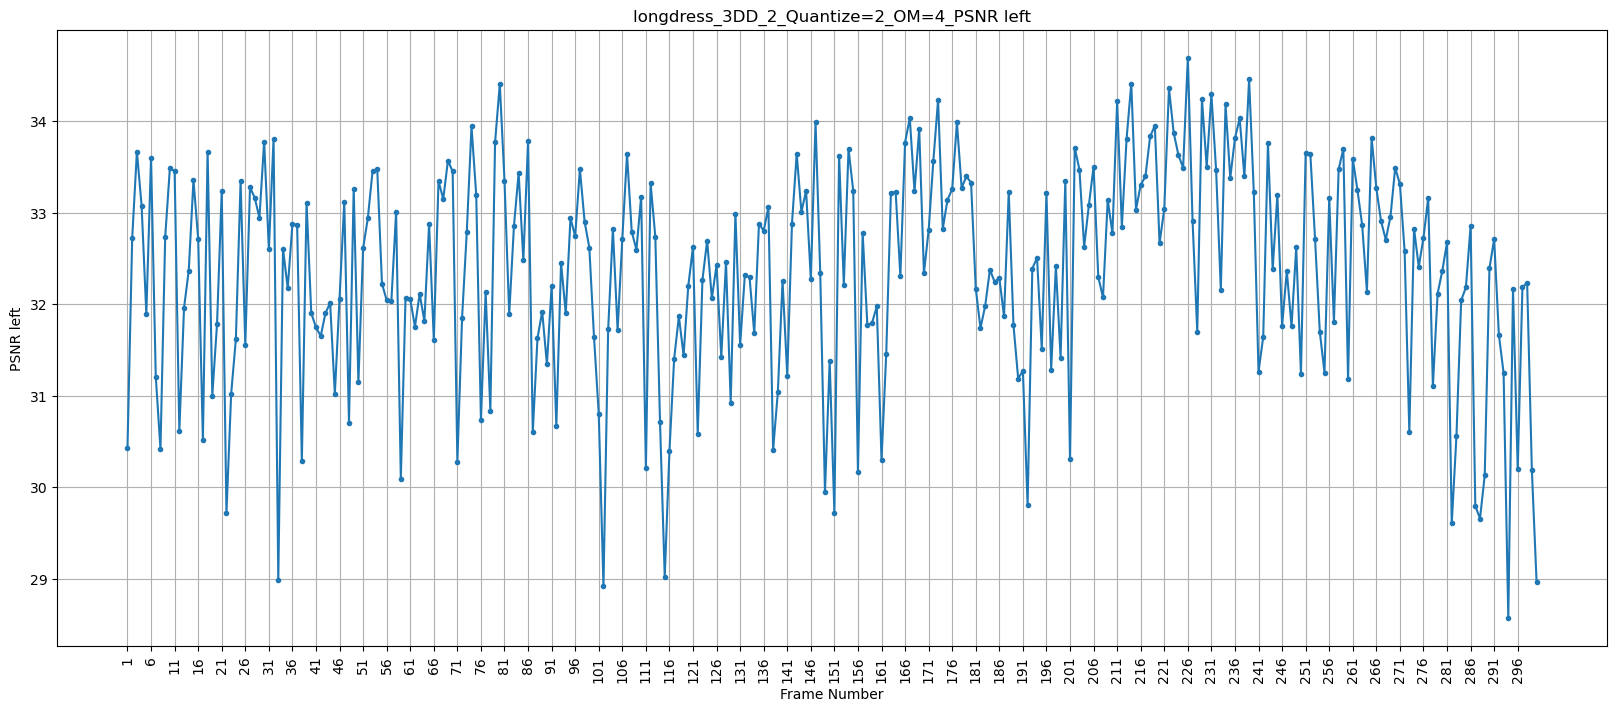 longdress_3DD_2_Quantize=2_OM=4_PSNR left
PSNR left
34
33
32
31
30
29
1 6 11 16 21 26 31 36 41 46 51 56 61 66 71 76 81 86 91 96 101 106 111 116 121 126 131 136 141 146 151 156 161 166 171 176 181 186 191 196 201 206 211 216 221 226 231 236 241 246 251 256 261 266 271 276 281 286 291 296
Frame Number